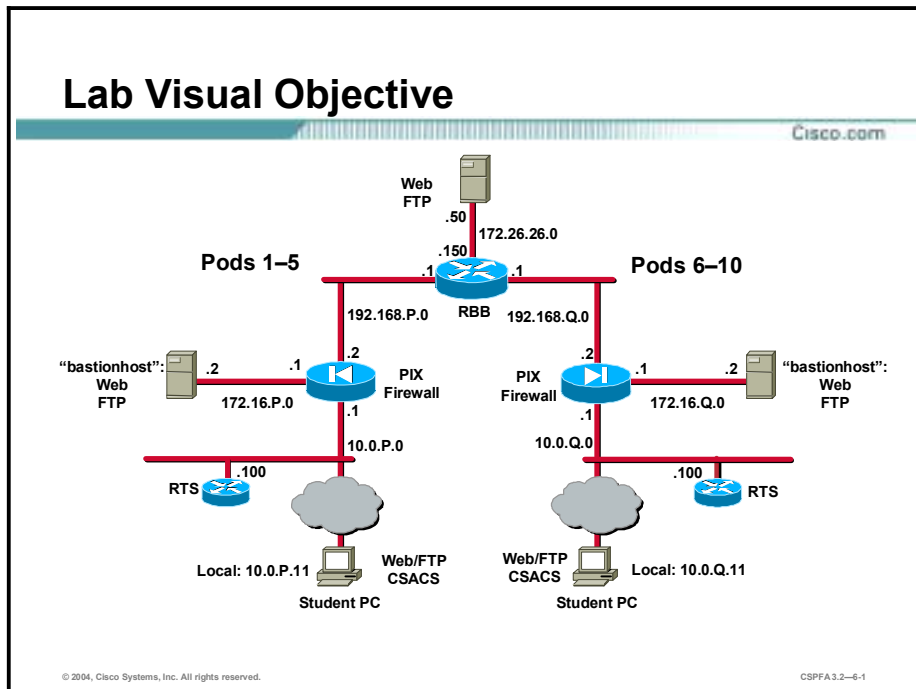 Lab Visual Objective
Cisco.com
Web
FTP
.50
172.26.26.0
.150
Pods 1–5
Pods 6–10
.1
.1
RBB
192.168.P.0
192.168.Q.0
.2
.2
“bastionhost”:
Web
FTP
.2
.1
PIX
Firewall
172.16.P.0
.1
PIX
Firewall
.1
.2
“bastionhost”:
Web
FTP
172.16.Q.0
.1
10.0.P.0
10.0.Q.0
.100
RTS
.100
RTS
Local: 10.0.P.11
Web/FTP
CSACS
Student PC
Web/FTP
CSACS
Local: 10.0.Q.11
Student PC
© 2004, Cisco Systems, Inc. All rights reserved.
CSPFA 3.2—6-1